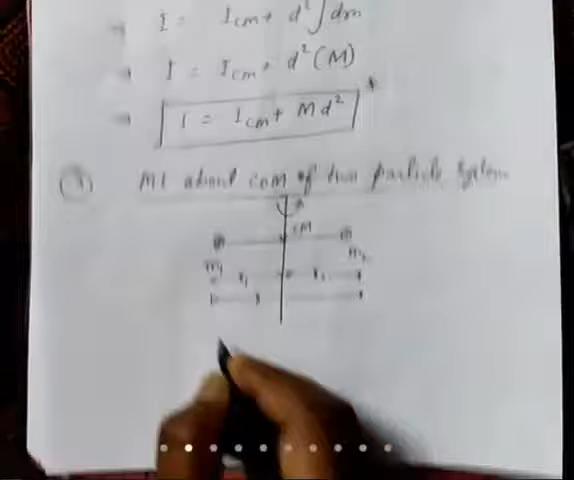 → I = Icm + d² ∫ dm
→ I = Icm + d² (M)
→ I = Icm + Md²
MI about COM of two particle system
CM
m₁ m₂
r₁ r₂